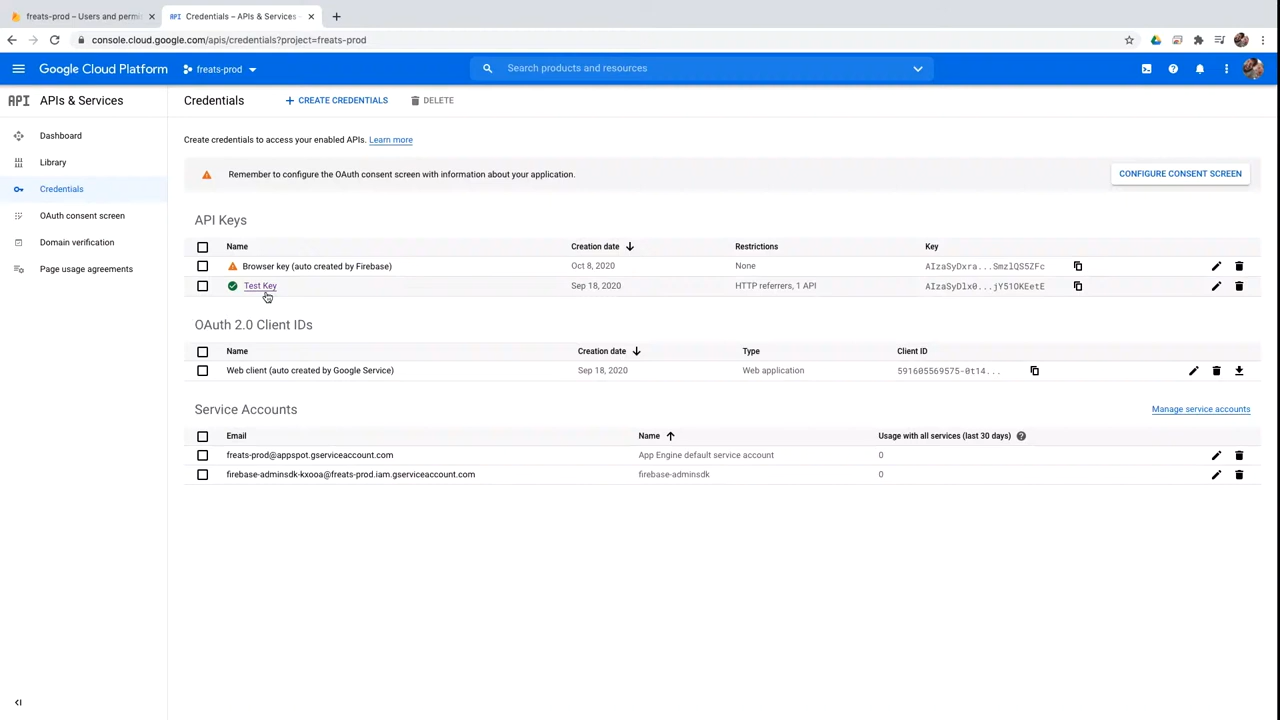 freats-prod – Users and permis
API Credentials – APIs & Services –
console.cloud.google.com/apis/credentials?project=freats-prod
Google Cloud Platform
freats-prod
Search products and resources
API APIs & Services
Credentials
+ CREATE CREDENTIALS
DELETE
Dashboard
Library
Credentials
OAuth consent screen
Domain verification
Page usage agreements
Create credentials to access your enabled APIs. Learn more
Remember to configure the OAuth consent screen with information about your application.
CONFIGURE CONSENT SCREEN
API Keys
Name Creation date Restrictions Key
Browser key (auto created by Firebase) Oct 8, 2020 None AIzaSyDxra...SmzlQS5ZFc
Test Key Sep 18, 2020 HTTP referrers, 1 API AIzaSyDlx0...jY51OKEetE
OAuth 2.0 Client IDs
Name Creation date Type Client ID
Web client (auto created by Google Service) Sep 18, 2020 Web application 591605569575-0t14...
Service Accounts
Manage service accounts
Email Name Usage with all services (last 30 days)
freats-prod@appspot.gserviceaccount.com App Engine default service account 0
firebase-adminsdk-kxooa@freats-prod.iam.gserviceaccount.com firebase-adminsdk 0